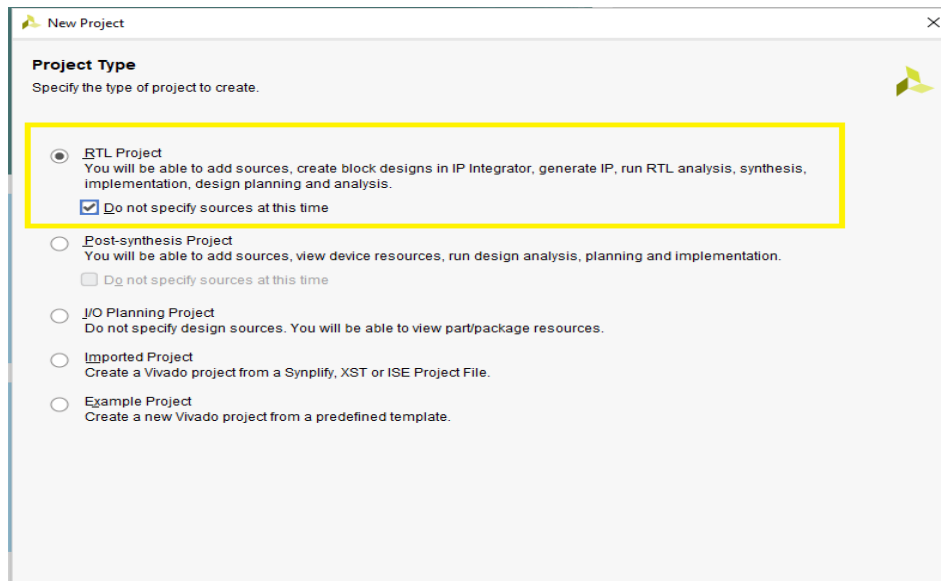 New Project
Project Type
Specify the type of project to create.
RTL Project
You will be able to add sources, create block designs in IP Integrator, generate IP, run RTL analysis, synthesis,
implementation, design planning and analysis.
Do not specify sources at this time
Post-synthesis Project
You will be able to add sources, view device resources, run design analysis, planning and implementation.
Do not specify sources at this time
I/O Planning Project
Do not specify design sources. You will be able to view part/package resources.
Imported Project
Create a Vivado project from a Synplify, XST or ISE Project File.
Example Project
Create a new Vivado project from a predefined template.